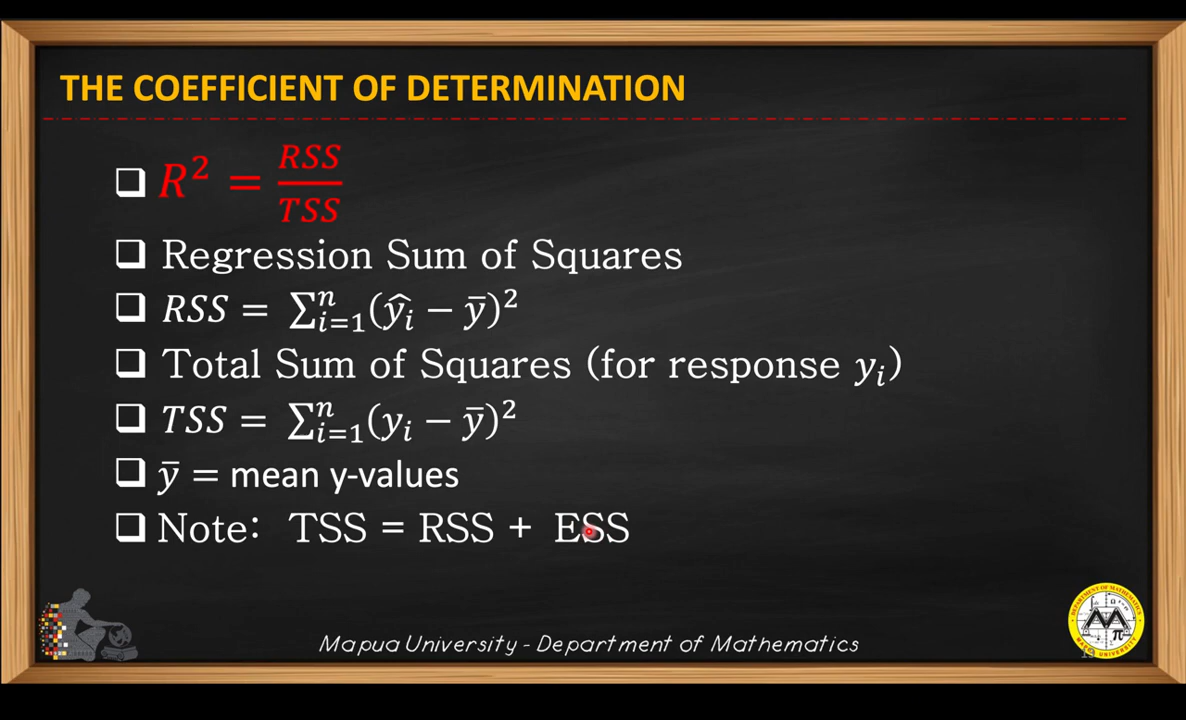 THE COEFFICIENT OF DETERMINATION
❑ R² = RSS/TSS
❑ Regression Sum of Squares
❑ RSS = ∑ⁿᵢ₌₁(ŷᵢ − ȳ)²
❑ Total Sum of Squares (for response yᵢ)
❑ TSS = ∑ⁿᵢ₌₁(yᵢ − ȳ)²
❑ ȳ = mean y-values
❑ Note: TSS = RSS + ESS
Mapua University - Department of Mathematics